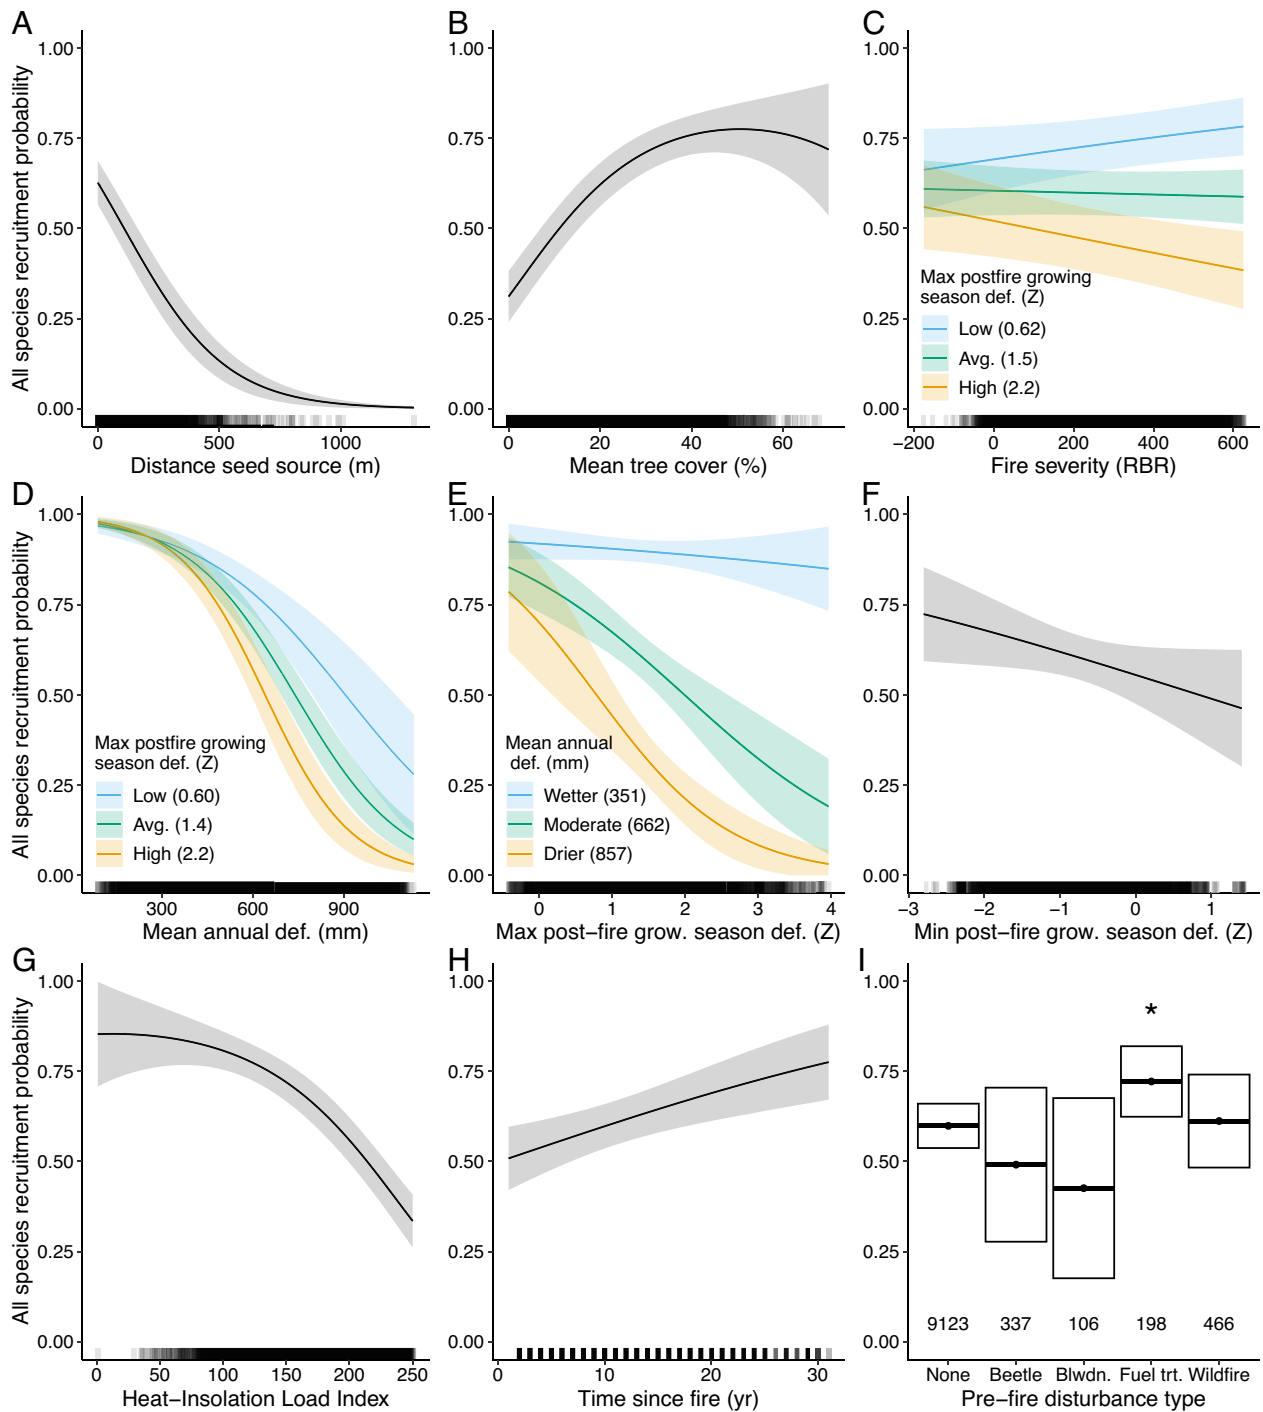 A
All species recruitment probability
1.00
0.75
0.50
0.25
0.00
0
500
1000
Distance seed source (m)
B
1.00
0.75
0.50
0.25
0.00
0
20
40
60
Mean tree cover (%)
C
1.00
0.75
0.50
0.25
0.00
Max postfire growing
season def. (Z)
Low (0.62)
Avg. (1.5)
High (2.2)
−200
0
200
400
600
Fire severity (RBR)
D
All species recruitment probability
1.00
0.75
0.50
0.25
0.00
Max postfire growing
season def. (Z)
Low (0.60)
Avg. (1.4)
High (2.2)
300
600
900
Mean annual def. (mm)
E
1.00
0.75
0.50
0.25
0.00
Mean annual
def. (mm)
Wetter (351)
Moderate (662)
Drier (857)
0
1
2
3
4
Max post−fire grow. season def. (Z)
F
1.00
0.75
0.50
0.25
0.00
−3
−2
−1
0
1
Min post−fire grow. season def. (Z)
G
All species recruitment probability
1.00
0.75
0.50
0.25
0.00
0
50
100
150
200
250
Heat−Insolation Load Index
H
1.00
0.75
0.50
0.25
0.00
0
10
20
30
Time since fire (yr)
I
1.00
0.75
0.50
0.25
0.00
*
9123
337
106
198
466
None
Beetle
Blwdn.
Fuel trt.
Wildfire
Pre−fire disturbance type